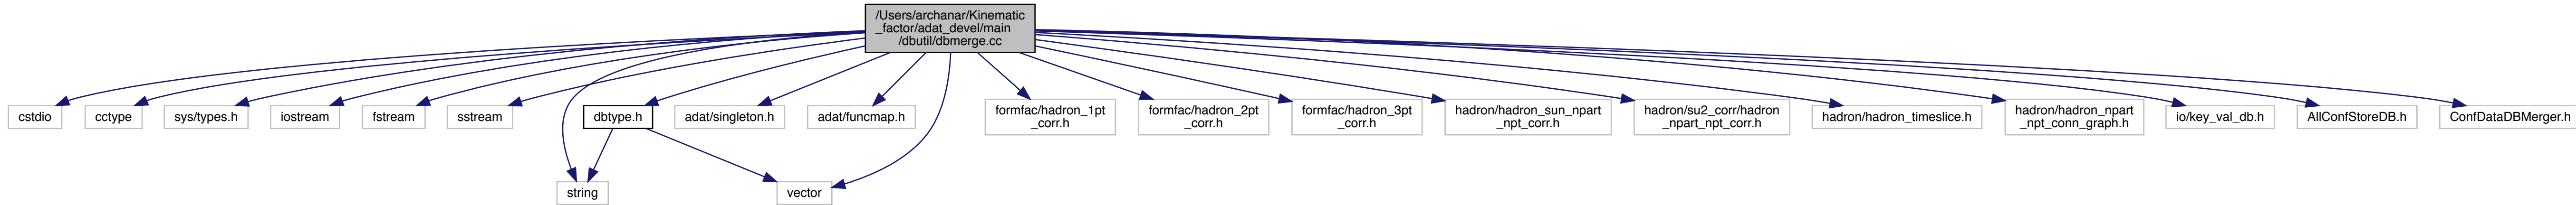 /Users/archanar/Kinematic
_factor/adat_devel/main
/dbutil/dbmerge.cc
cstdio
cctype
sys/types.h
iostream
fstream
sstream
dbtype.h
adat/singleton.h
adat/funcmap.h
formfac/hadron_1pt
_corr.h
formfac/hadron_2pt
_corr.h
formfac/hadron_3pt
_corr.h
hadron/hadron_sun_npart
_npt_corr.h
hadron/su2_corr/hadron
_npart_npt_corr.h
hadron/hadron_timeslice.h
hadron/hadron_npart
_npt_conn_graph.h
io/key_val_db.h
AllConfStoreDB.h
ConfDataDBMerger.h
string
vector